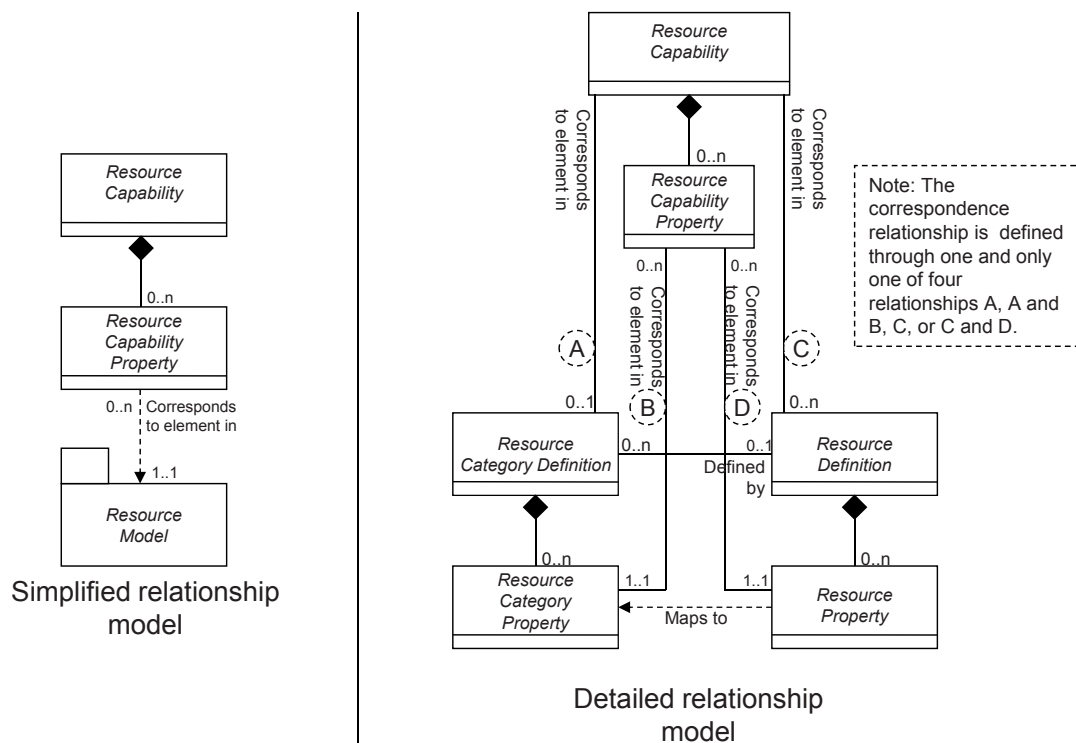 Resource
Capability
0..n
Resource
Capability
Property
0..n
Corresponds
to element in
1..1
Resource
Model
Simplified relationship
model
Resource
Capability
Corresponds
to element in
Corresponds
to element in
0..n
Resource
Capability
Property
0..n
0..n
Note: The
correspondence
relationship is defined
through one and only
one of four
relationships A, A and
B, C, or C and D.
Corresponds
to element in
Corresponds
to element in
A
C
B
D
0..1
0..n
Resource
Category Definition
0..n
0..1
Defined
by
Resource
Definition
0..n
0..n
Resource
Category
Property
1..1
1..1
Maps to
Resource
Property
Detailed relationship
model